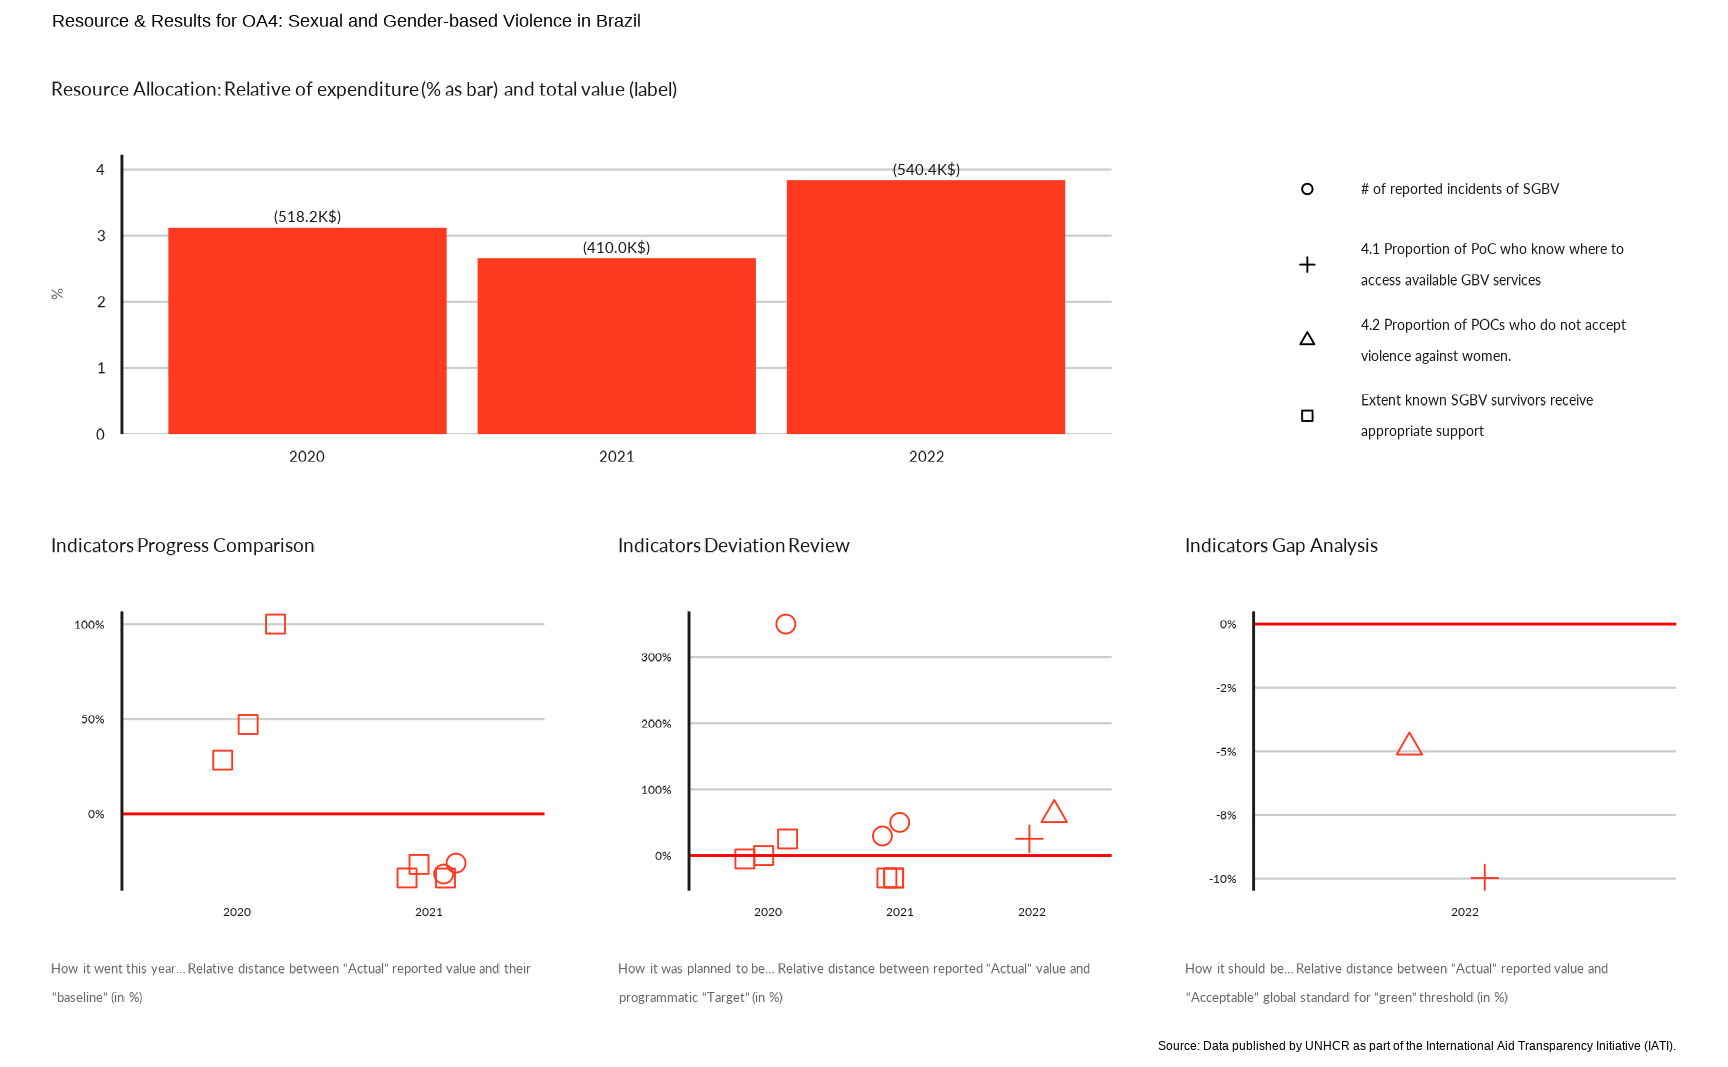 Resource & Results for OA4: Sexual and Gender-based Violence in Brazil
Resource Allocation: Relative of expenditure (% as bar) and total value (label)
4
3
2
1
0
%
(518.2K$)
(410.0K$)
(540.4K$)
2020
2021
2022
# of reported incidents of SGBV
4.1 Proportion of PoC who know where to
access available GBV services
4.2 Proportion of POCs who do not accept
violence against women.
Extent known SGBV survivors receive
appropriate support
Indicators Progress Comparison
100%
50%
0%
2020
2021
How it went this year... Relative distance between “Actual” reported value and their
“baseline” (in %)
Indicators Deviation Review
300%
200%
100%
0%
2020
2021
2022
How it was planned to be... Relative distance between reported “Actual” value and
programmatic “Target” (in %)
Indicators Gap Analysis
0%
-2%
-5%
-8%
-10%
2022
How it should be... Relative distance between “Actual” reported value and
“Acceptable” global standard for “green” threshold (in %)
Source: Data published by UNHCR as part of the International Aid Transparency Initiative (IATI).